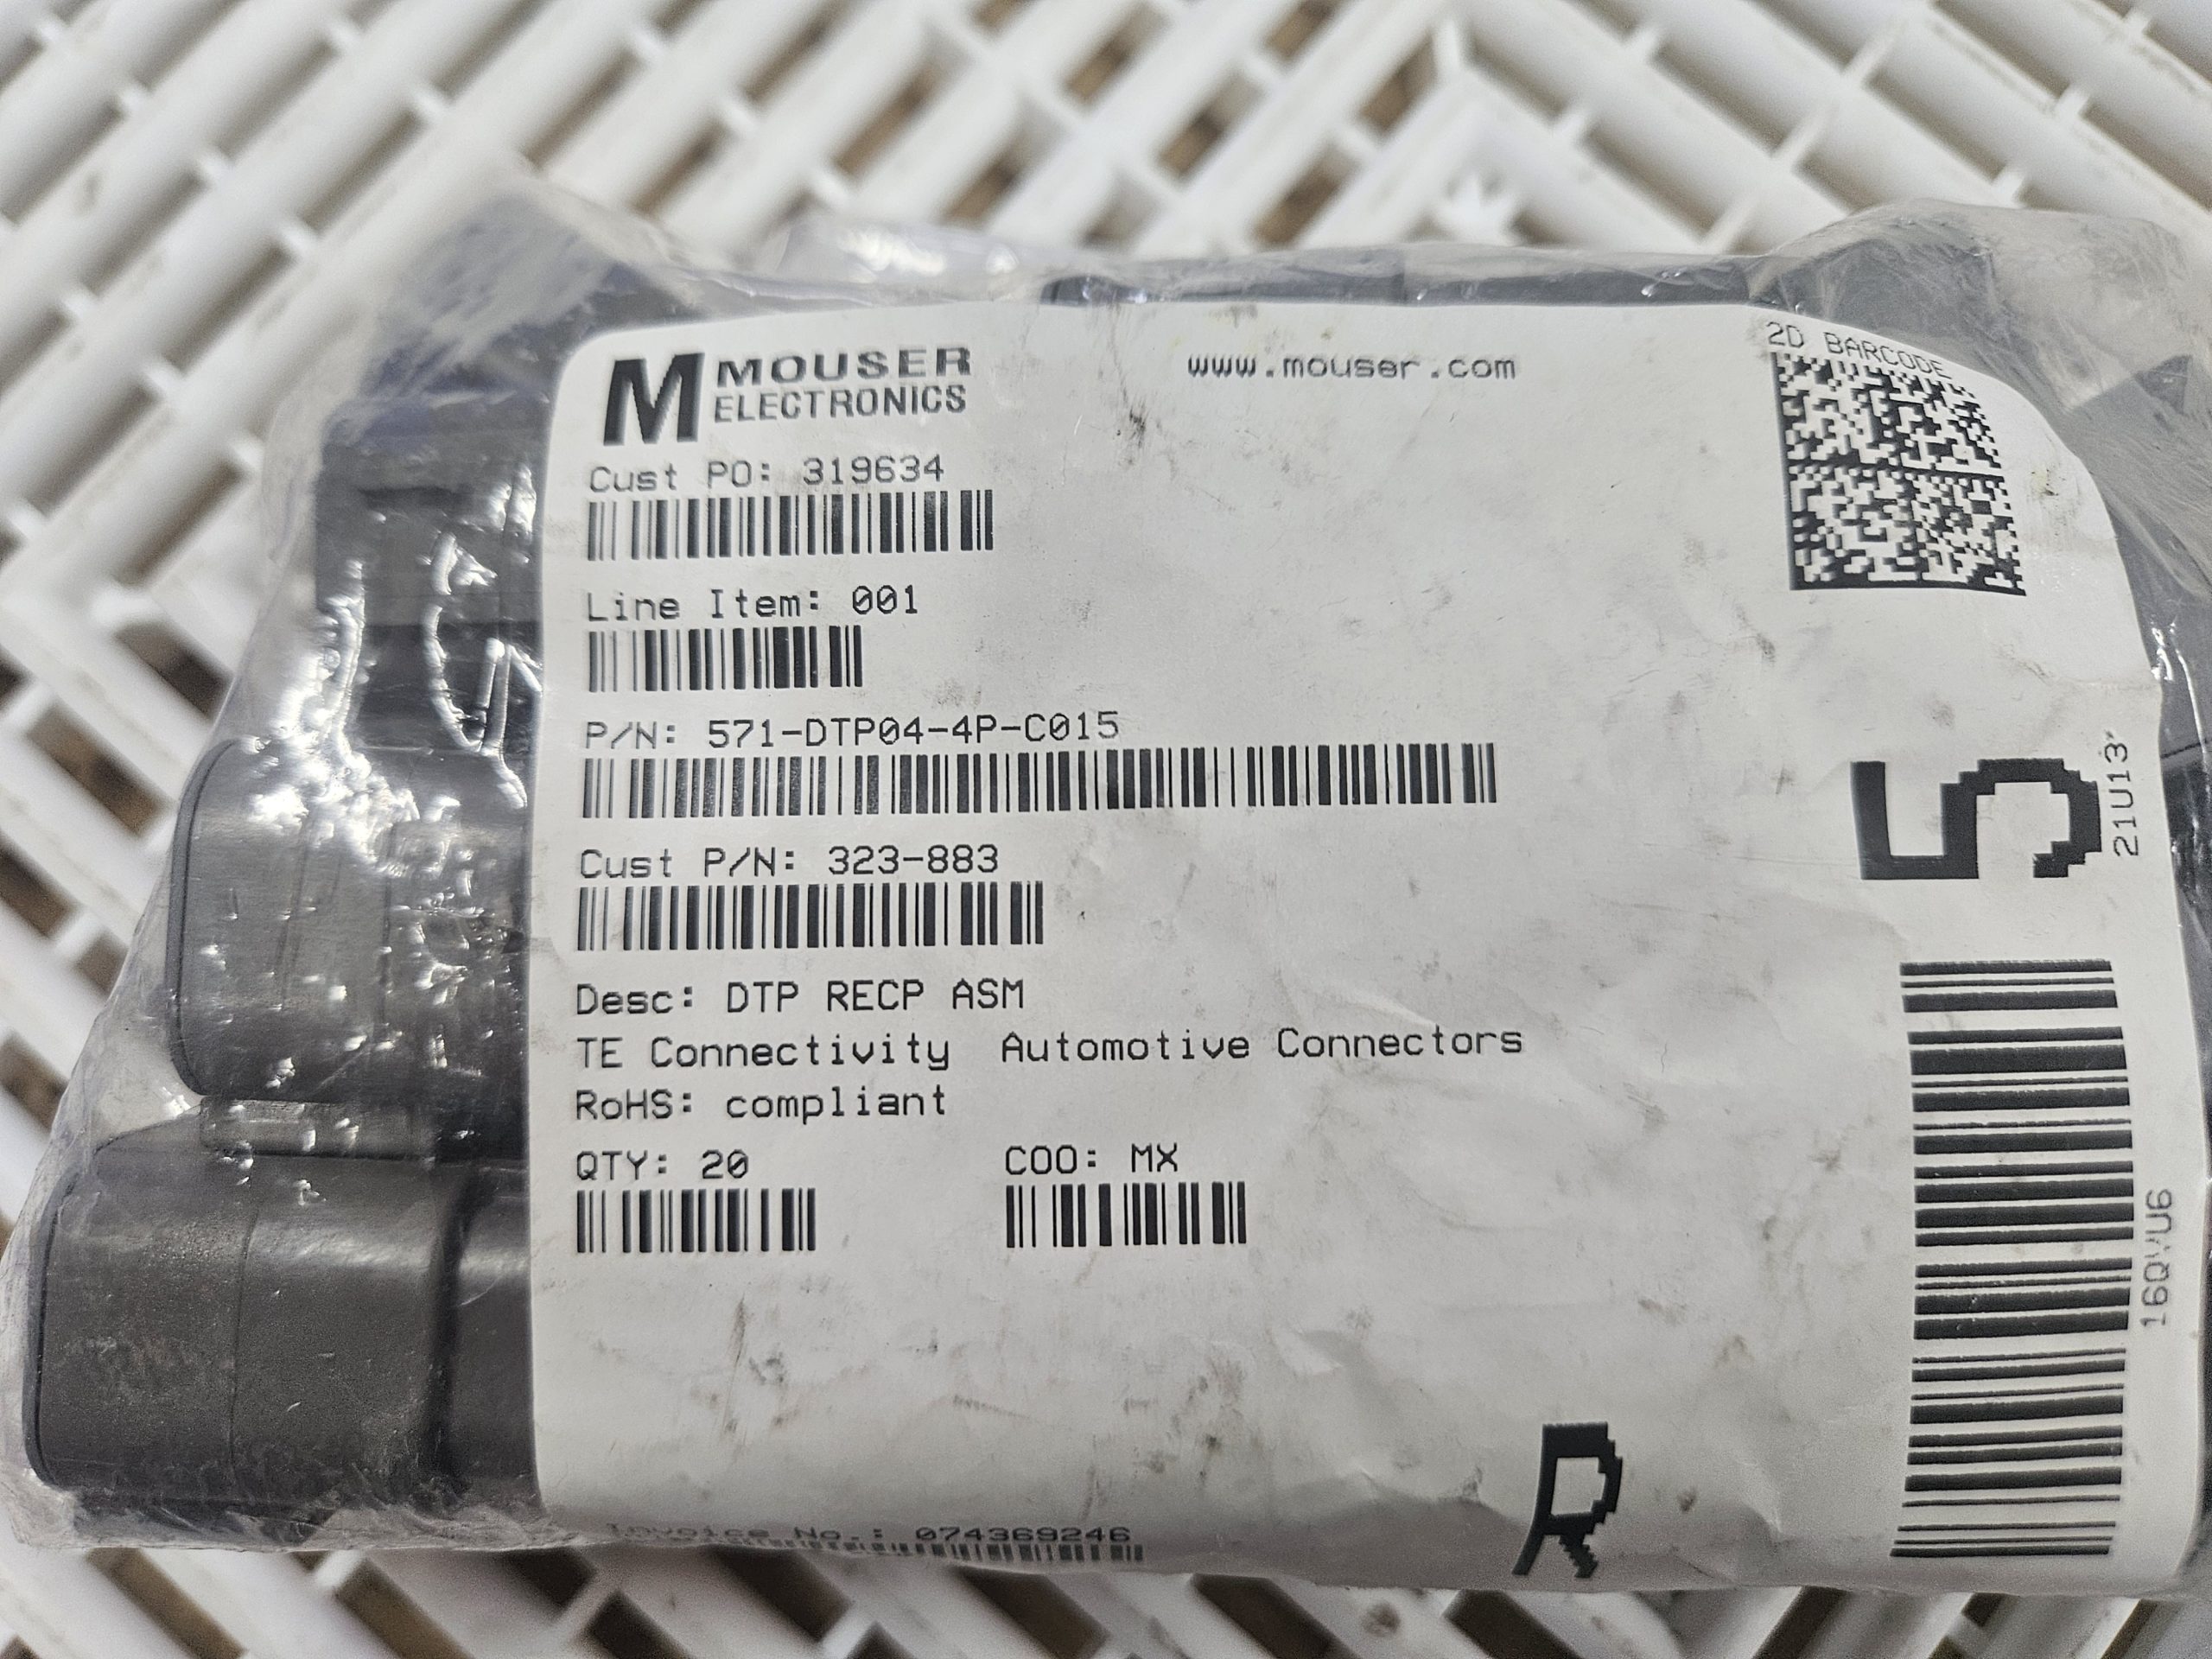 MOUSER
ELECTRONICS
www.mouser.com
2D BARCODE
Cust PO: 319634
Line Item: 001
P/N: 571-DTP04-4P-C015
Cust P/N: 323-883
Desc: DTP RECP ASM
TE Connectivity Automotive Connectors
RoHS: compliant
QTY: 20
COO: MX
Invoice No.: 074369246
5
R